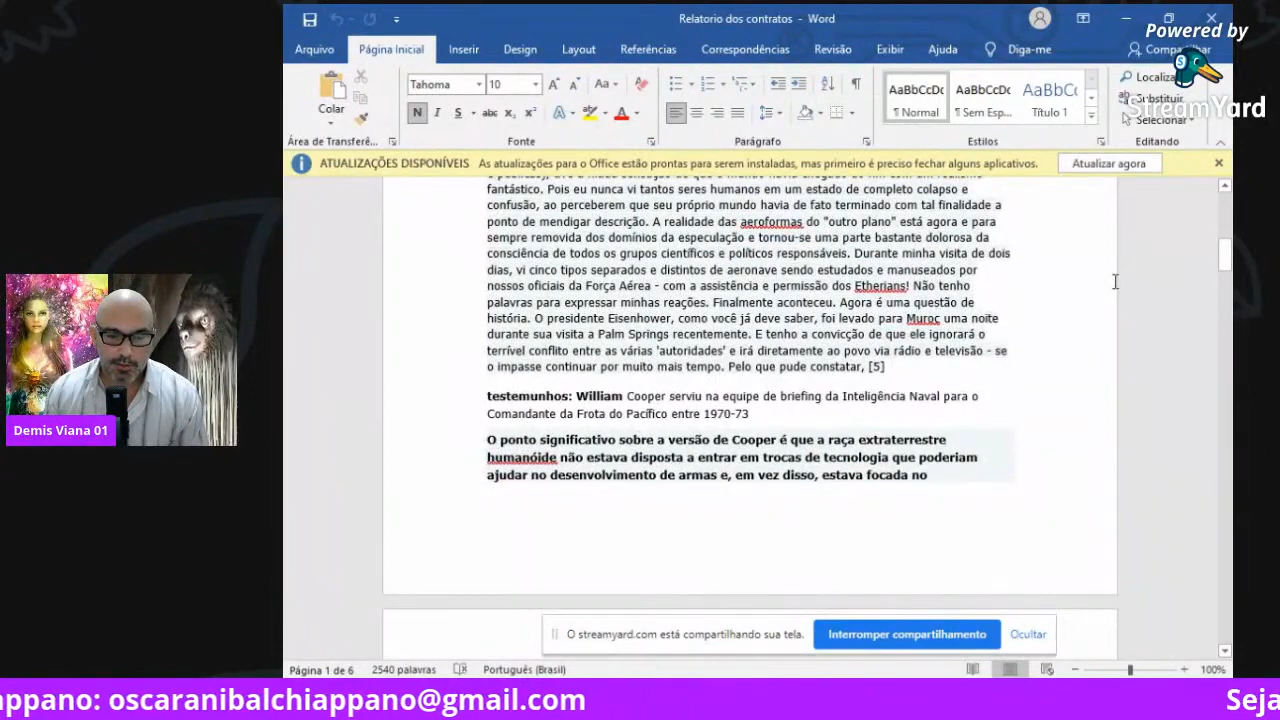 Relatorio dos contratos - Word
Powered by
StreamYard
Arquivo Página Inicial Inserir Design Layout Referências Correspondências Revisão Exibir Ajuda Diga-me
Colar
Tahoma 10
AaBbCcDc AaBbCcDc AaBbCc
¶ Normal ¶ Sem Esp... Título 1
Substituir
Selecionar
Área de Transferê... Fonte Parágrafo Estilos Editando
ATUALIZAÇÕES DISPONÍVEIS As atualizações para o Office estão prontas para serem instaladas, mas primeiro é preciso fechar alguns aplicativos. Atualizar agora
fantástico. Pois eu nunca vi tantos seres humanos em um estado de completo colapso e
confusão, ao perceberem que seu próprio mundo havia de fato terminado com tal finalidade a
ponto de mendigar descrição. A realidade das aeroformas do "outro plano" está agora e para
sempre removida dos domínios da especulação e tornou-se uma parte bastante dolorosa da
consciência de todos os grupos científicos e políticos responsáveis. Durante minha visita de dois
dias, vi cinco tipos separados e distintos de aeronave sendo estudados e manuseados por
nossos oficiais da Força Aérea - com a assistência e permissão dos Etherians! Não tenho
palavras para expressar minhas reações. Finalmente aconteceu. Agora é uma questão de
história. O presidente Eisenhower, como você já deve saber, foi levado para Muroc uma noite
durante sua visita a Palm Springs recentemente. E tenho a convicção de que ele ignorará o
terrível conflito entre as várias 'autoridades' e irá diretamente ao povo via rádio e televisão - se
o impasse continuar por muito mais tempo. Pelo que pude constatar, [5]
testemunhos: William Cooper serviu na equipe de briefing da Inteligência Naval para o
Comandante da Frota do Pacífico entre 1970-73
O ponto significativo sobre a versão de Cooper é que a raça extraterrestre
humanóide não estava disposta a entrar em trocas de tecnologia que poderiam
ajudar no desenvolvimento de armas e, em vez disso, estava focada no
Demis Viana 01
O streamyard.com está compartilhando sua tela. Interromper compartilhamento Ocultar
Página 1 de 6 2540 palavras Português (Brasil) 100%
appano: oscaranibalchiappano@gmail.com Seja